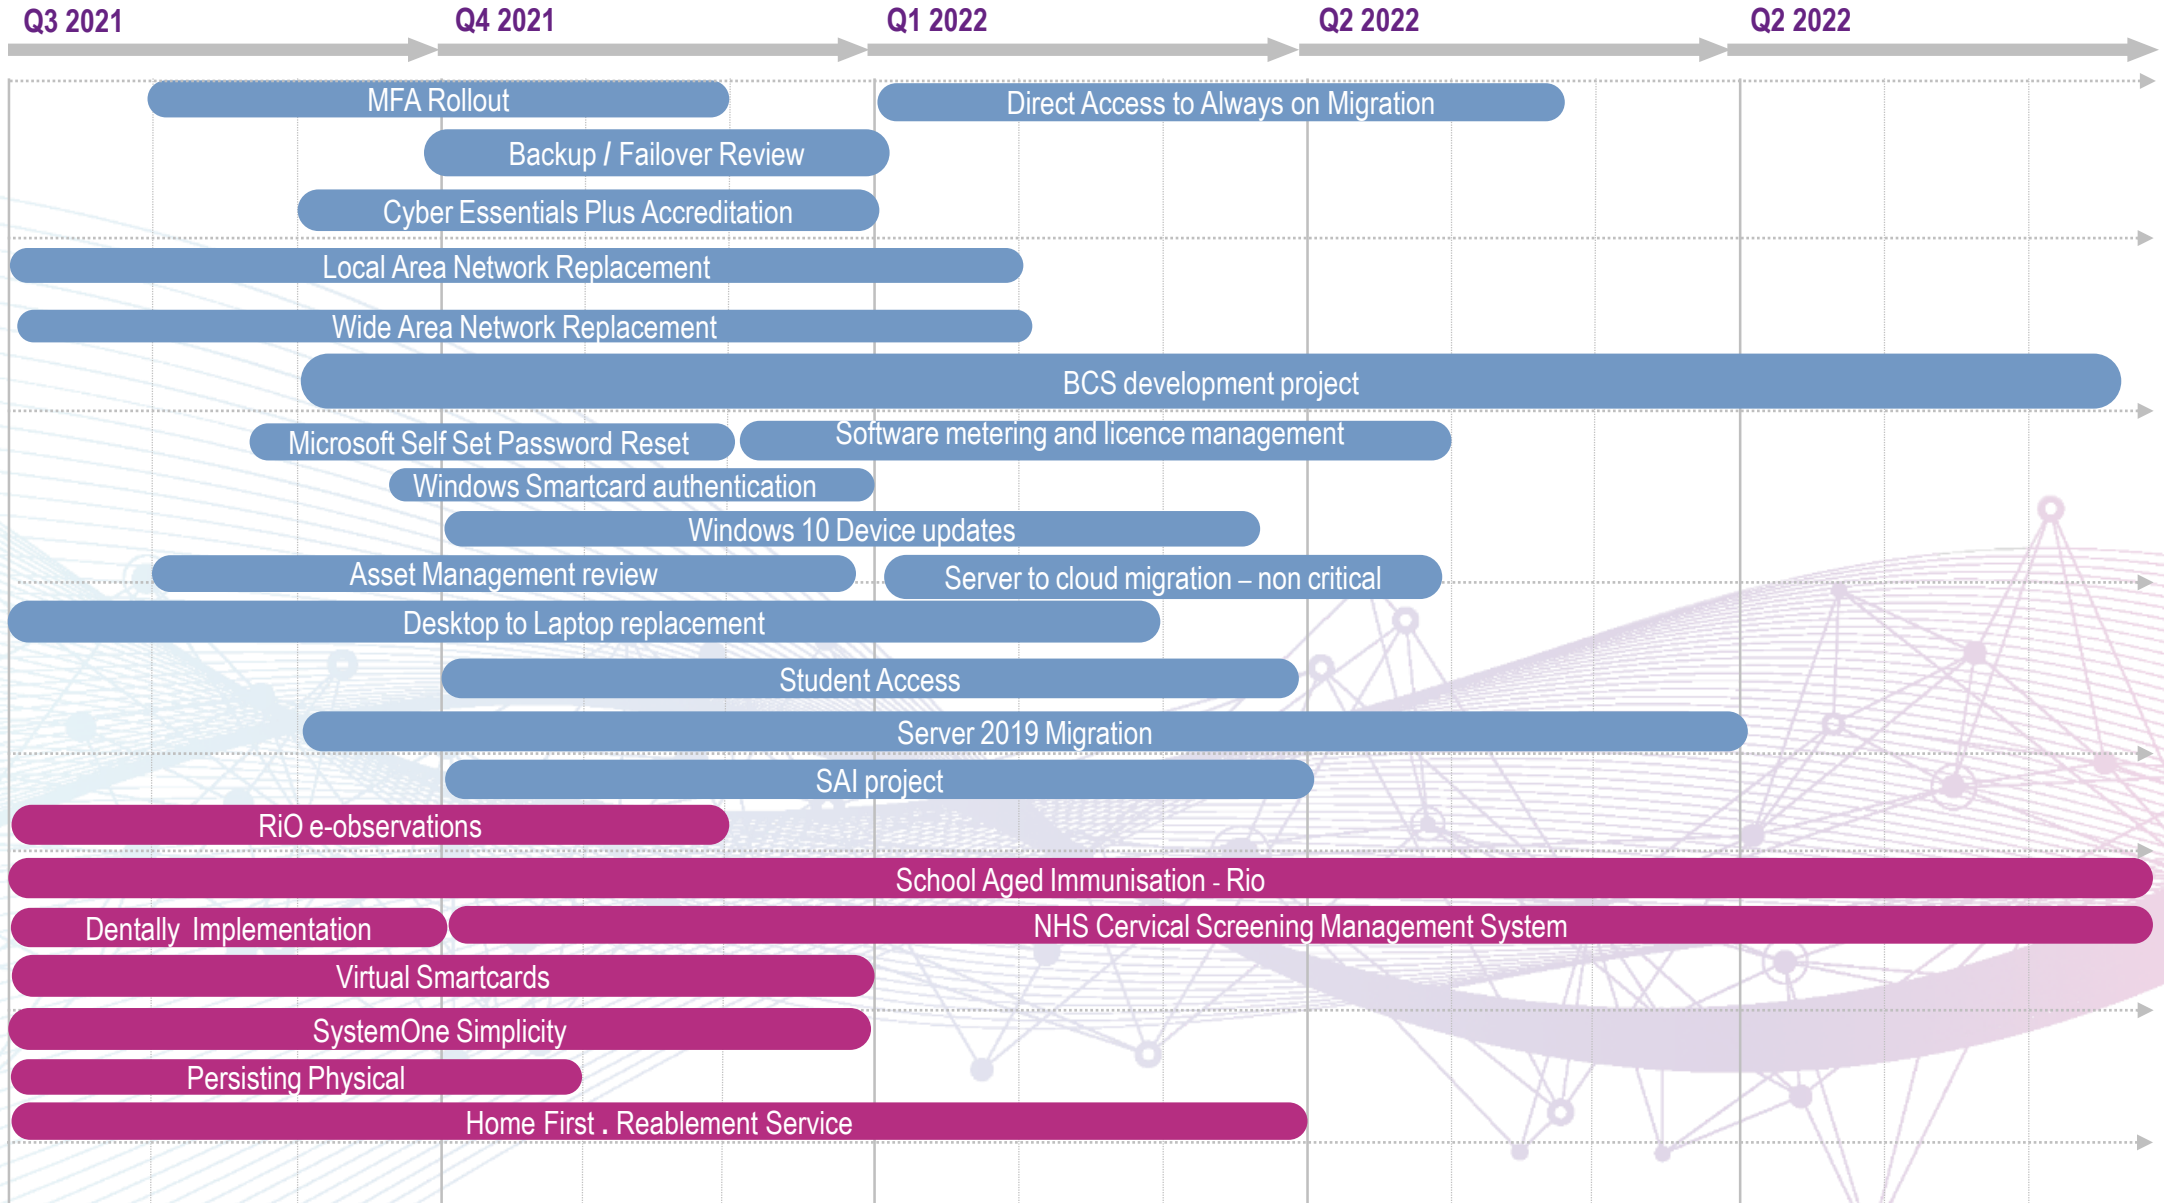 Q3 2021
Q4 2021
Q1 2022
Q2 2022
Q2 2022
MFA Rollout
Direct Access to Always on Migration
Backup / Failover Review
Cyber Essentials Plus Accreditation
Local Area Network Replacement
Wide Area Network Replacement
BCS development project
Microsoft Self Set Password Reset
Software metering and licence management
Windows Smartcard authentication
Windows 10 Device updates
Asset Management review
Server to cloud migration – non critical
Desktop to Laptop replacement
Student Access
Server 2019 Migration
SAI project
RiO e-observations
School Aged Immunisation - Rio
Dentally Implementation
NHS Cervical Screening Management System
Virtual Smartcards
SystemOne Simplicity
Persisting Physical
Home First . Reablement Service